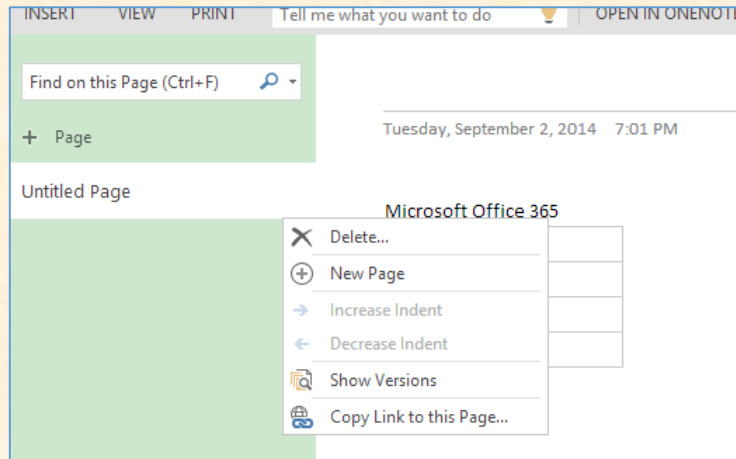 INSERT VIEW PRINT Tell me what you want to do OPEN IN ONENOTE
Find on this Page (Ctrl+F)
+ Page
Tuesday, September 2, 2014 7:01 PM
Untitled Page
Microsoft Office 365
Delete...
New Page
Increase Indent
Decrease Indent
Show Versions
Copy Link to this Page...